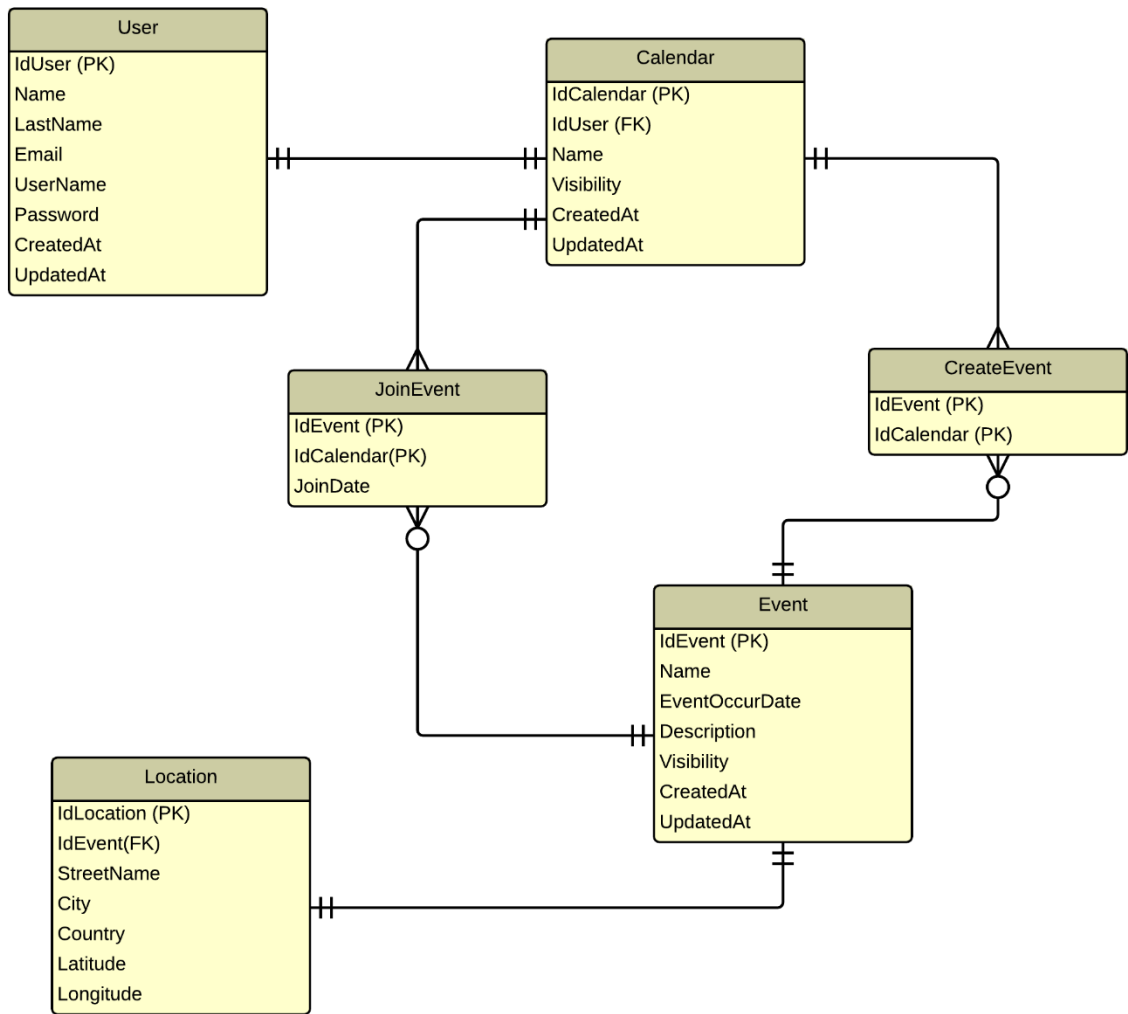 User
IdUser (PK)
Name
LastName
Email
UserName
Password
CreatedAt
UpdatedAt
Calendar
IdCalendar (PK)
IdUser (FK)
Name
Visibility
CreatedAt
UpdatedAt
JoinEvent
IdEvent (PK)
IdCalendar(PK)
JoinDate
CreateEvent
IdEvent (PK)
IdCalendar (PK)
Event
IdEvent (PK)
Name
EventOccurDate
Description
Visibility
CreatedAt
UpdatedAt
Location
IdLocation (PK)
IdEvent(FK)
StreetName
City
Country
Latitude
Longitude